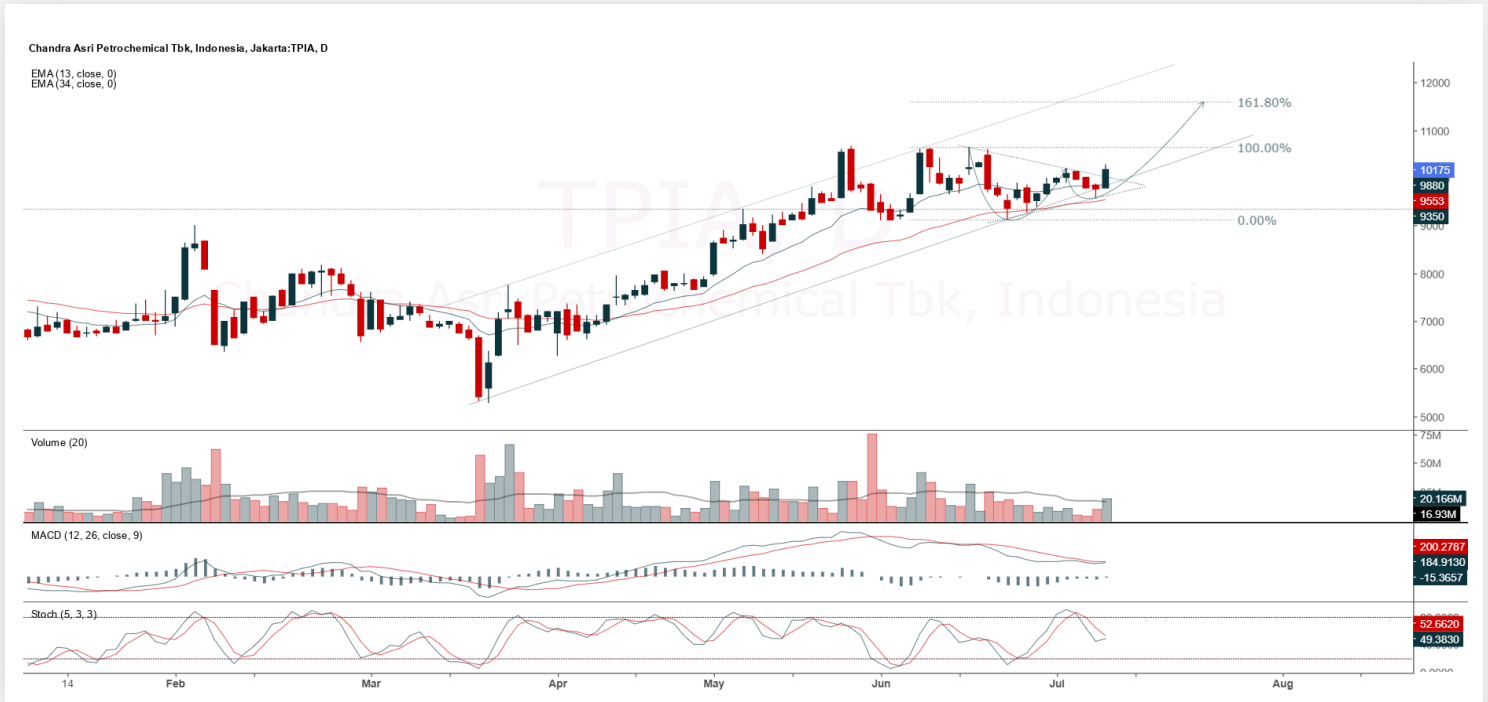 Chandra Asri Petrochemical Tbk, Indonesia, Jakarta:TPIA, D
EMA (13, close, 0)
EMA (34, close, 0)
TPIA, D
Chandra Asri Petrochemical Tbk, Indonesia
12000
161.80%
11000
100.00%
10175
9880
9553
9350
0.00%
9000
8000
7000
6000
5000
Volume (20)
75M
50M
20.166M
16.93M
MACD (12, 26, close, 9)
200.2787
184.9130
-15.3657
Stoch (5, 3, 3)
52.6620
49.3830
14
Feb
Mar
Apr
May
Jun
Jul
Aug